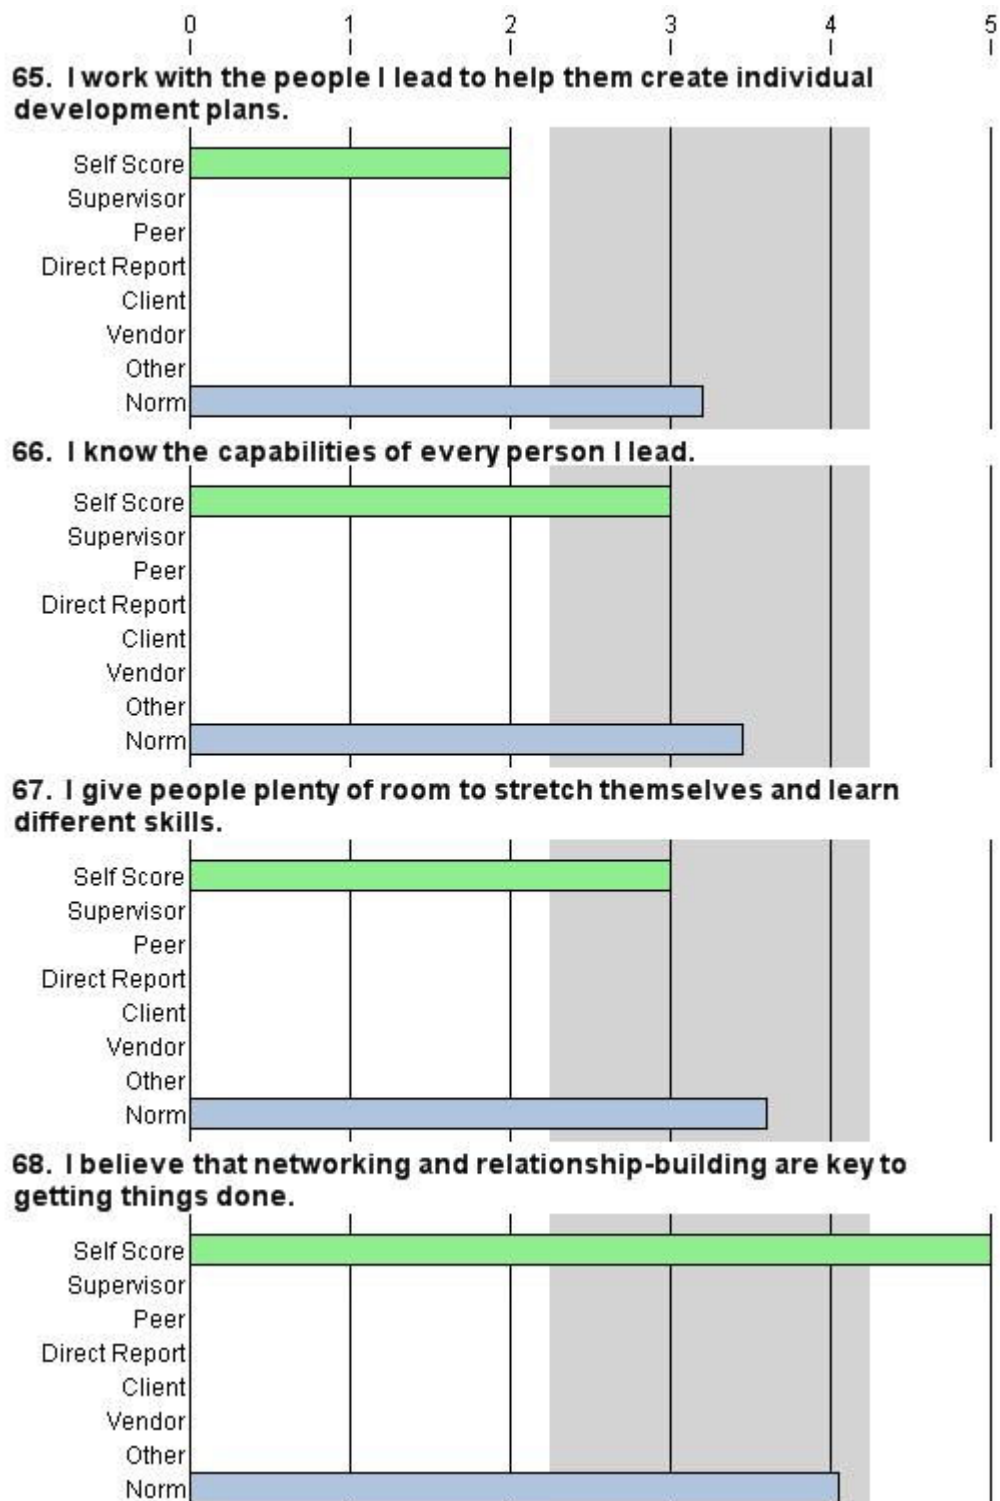 0 1 2 3 4 5
65. I work with the people I lead to help them create individual
development plans.
Self Score
Supervisor
Peer
Direct Report
Client
Vendor
Other
Norm
66. I know the capabilities of every person I lead.
Self Score
Supervisor
Peer
Direct Report
Client
Vendor
Other
Norm
67. I give people plenty of room to stretch themselves and learn
different skills.
Self Score
Supervisor
Peer
Direct Report
Client
Vendor
Other
Norm
68. I believe that networking and relationship-building are key to
getting things done.
Self Score
Supervisor
Peer
Direct Report
Client
Vendor
Other
Norm